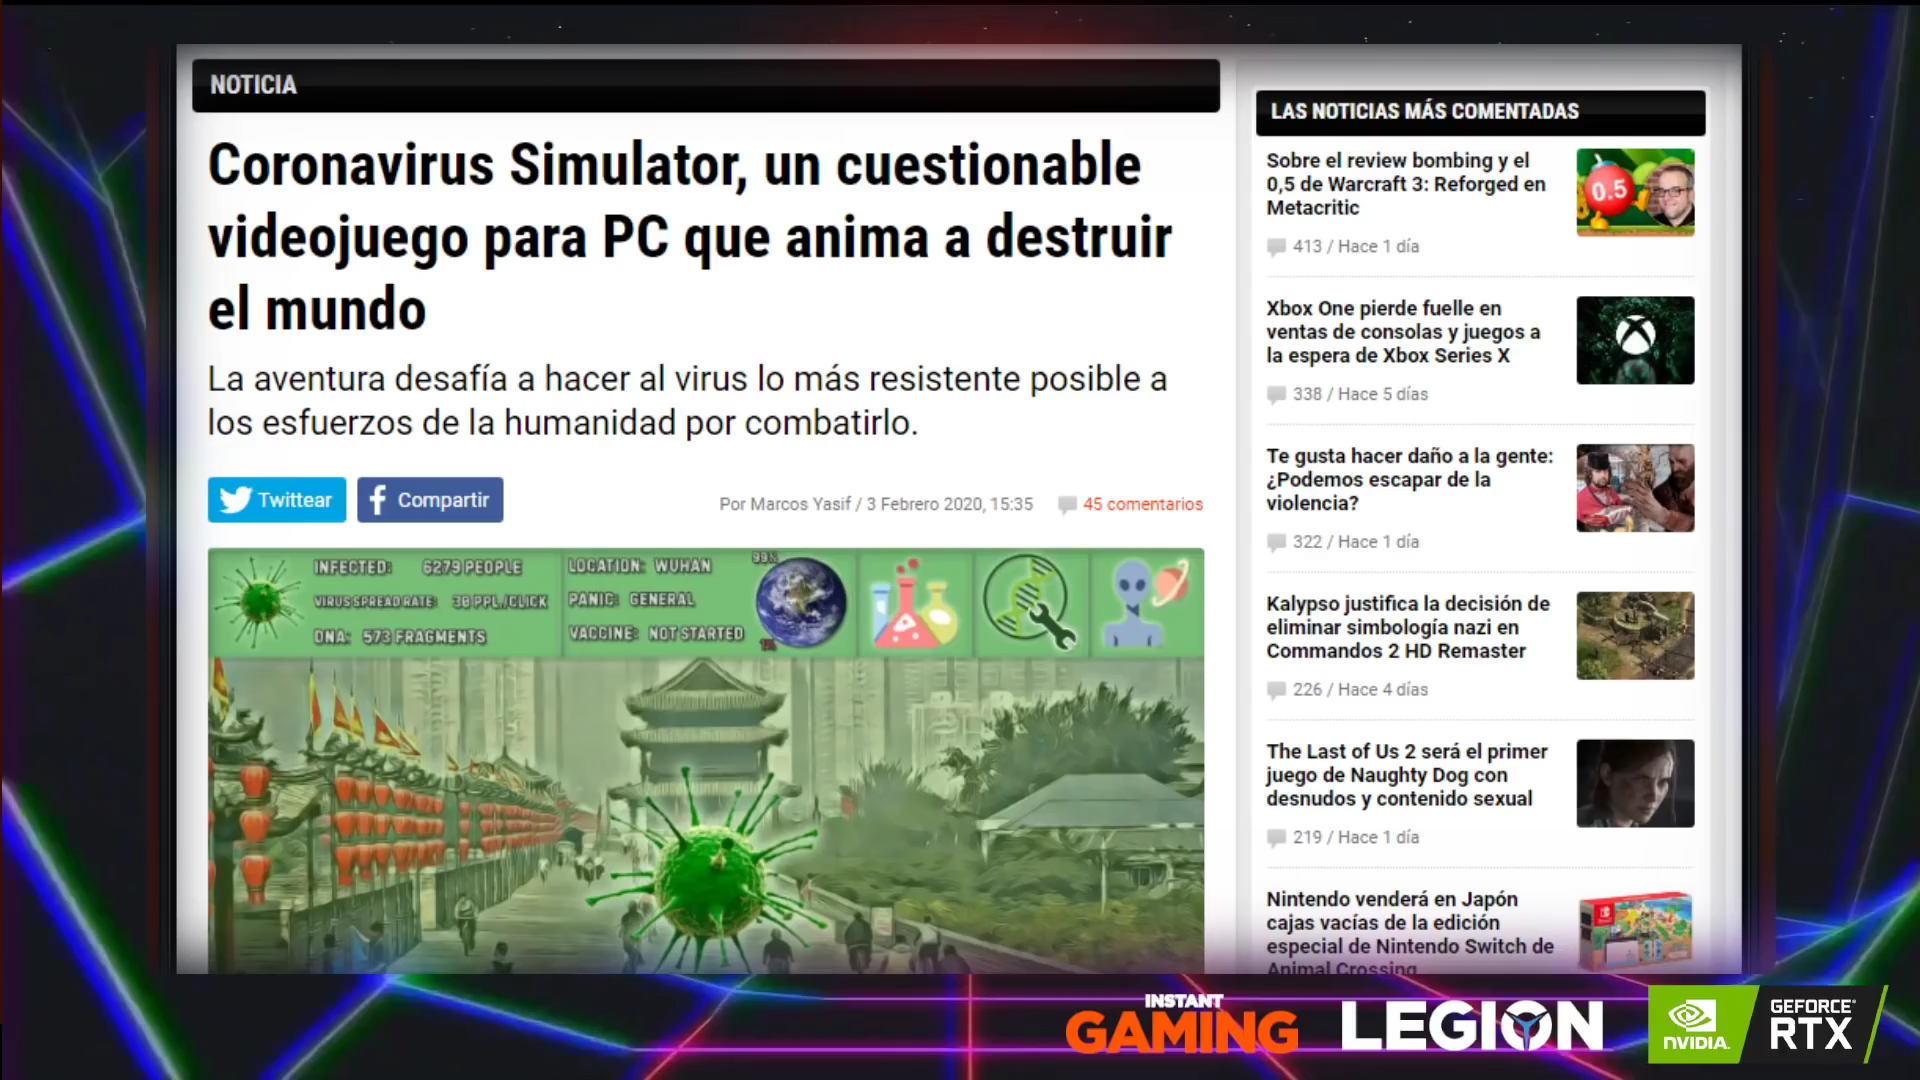 NOTICIA
Coronavirus Simulator, un cuestionable
videojuego para PC que anima a destruir
el mundo
La aventura desafía a hacer al virus lo más resistente posible a
los esfuerzos de la humanidad por combatirlo.
Twittear
Compartir
Por Marcos Yasif / 3 Febrero 2020, 15:35
45 comentarios
INFECTED: 6279 PEOPLE
VIRUS SPREAD RATE: 30 PPL./CLICK
DNA: 573 FRAGMENTS
LOCATION: WUHAN
PANIC: GENERAL
VACCINE: NOT STARTED
99%
1%
LAS NOTICIAS MÁS COMENTADAS
Sobre el review bombing y el
0,5 de Warcraft 3: Reforged en
Metacritic
413 / Hace 1 día
0.5
Xbox One pierde fuelle en
ventas de consolas y juegos a
la espera de Xbox Series X
338 / Hace 5 días
Te gusta hacer daño a la gente:
¿Podemos escapar de la
violencia?
322 / Hace 1 día
Kalypso justifica la decisión de
eliminar simbología nazi en
Commandos 2 HD Remaster
226 / Hace 4 días
The Last of Us 2 será el primer
juego de Naughty Dog con
desnudos y contenido sexual
219 / Hace 1 día
Nintendo venderá en Japón
cajas vacías de la edición
especial de Nintendo Switch de
Animal Crossing
INSTANT
GAMING
LEGION
NVIDIA.
GEFORCE
RTX